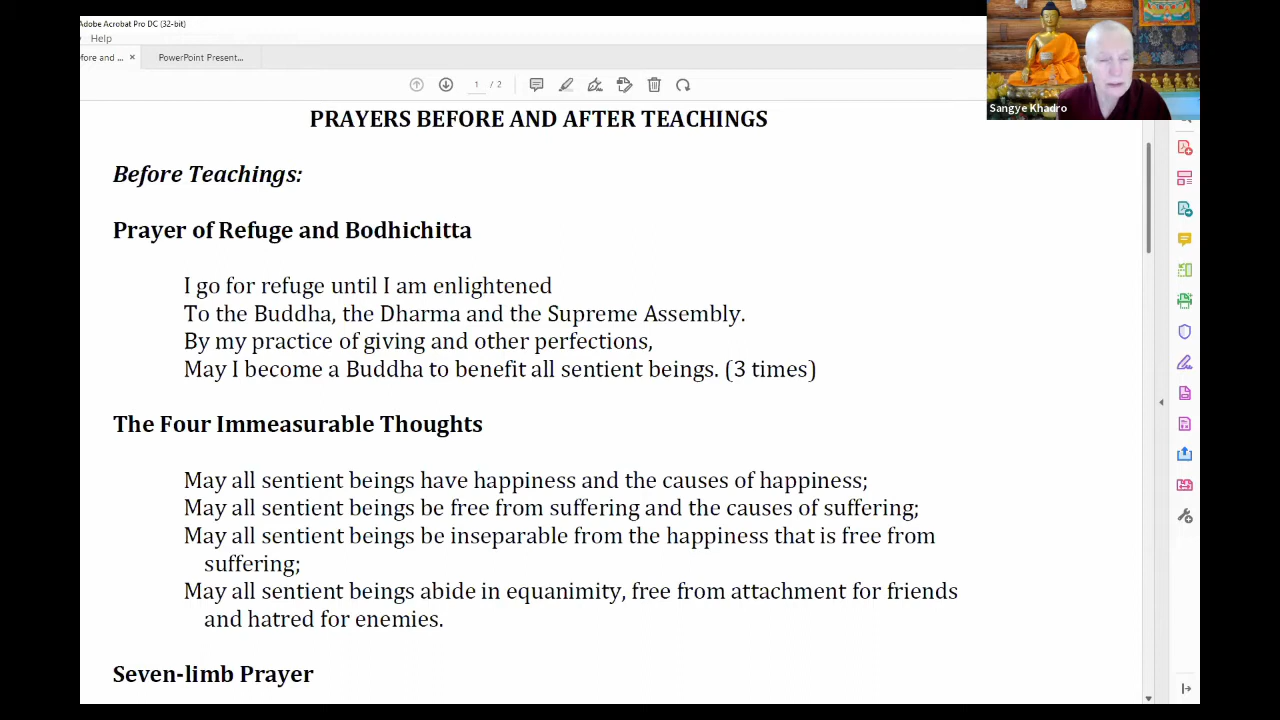 Adobe Acrobat Pro DC (32-bit)
Help
efore and ... ×
PowerPoint Present...
1 / 2
Sangye Khadro
PRAYERS BEFORE AND AFTER TEACHINGS
Before Teachings:
Prayer of Refuge and Bodhichitta
I go for refuge until I am enlightened
To the Buddha, the Dharma and the Supreme Assembly.
By my practice of giving and other perfections,
May I become a Buddha to benefit all sentient beings. (3 times)
The Four Immeasurable Thoughts
May all sentient beings have happiness and the causes of happiness;
May all sentient beings be free from suffering and the causes of suffering;
May all sentient beings be inseparable from the happiness that is free from
suffering;
May all sentient beings abide in equanimity, free from attachment for friends
and hatred for enemies.
Seven-limb Prayer